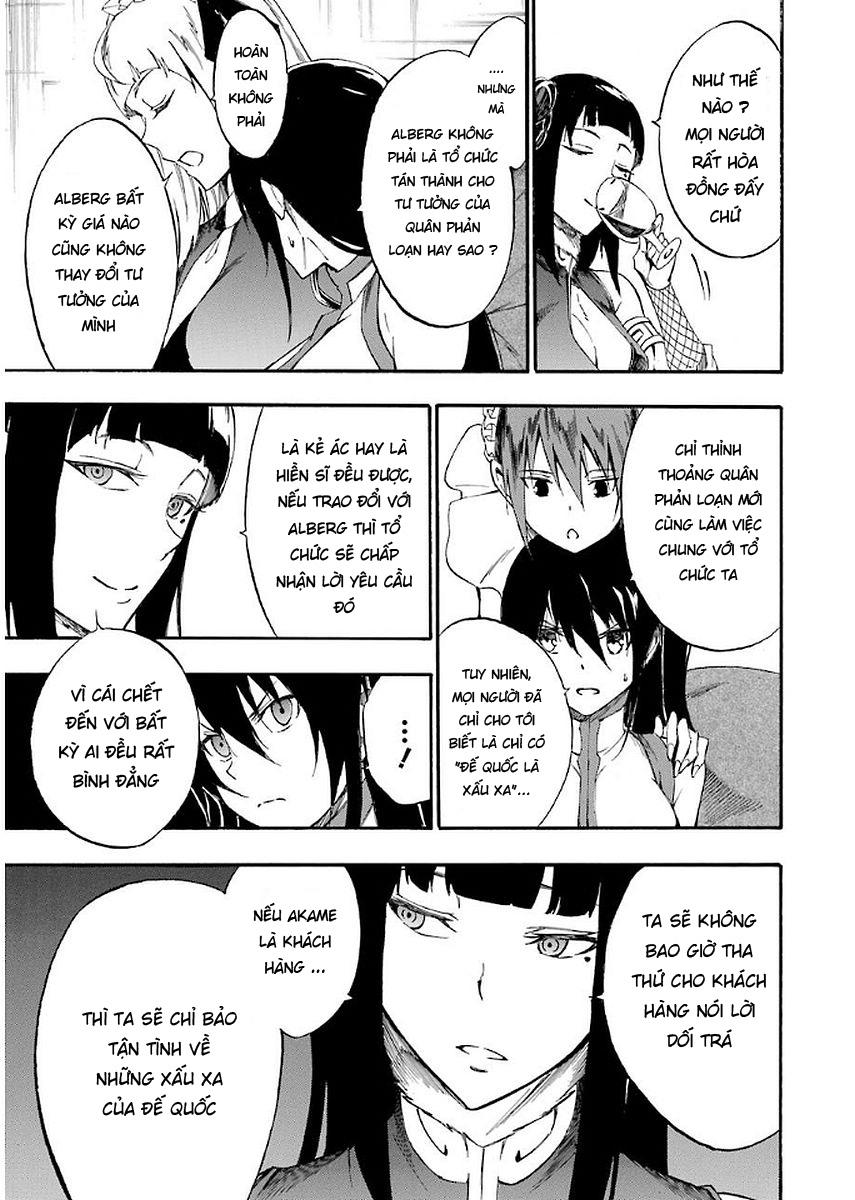 NHƯ THẾ
NÀO ?
MỌI NGƯỜI
RẤT HÒA
ĐỒNG ĐẤY
CHỨ
....
NHƯNG
MÀ
ALBERG KHÔNG
PHẢI LÀ TỔ CHỨC
TÁN THÀNH CHO
TƯ TƯỞNG CỦA
QUÂN PHẢN
LOẠN HAY SAO ?
HOÀN
TOÀN
KHÔNG
PHẢI
ALBERG BẤT
KỲ GIÁ NÀO
CŨNG KHÔNG
THAY ĐỔI TƯ
TƯỞNG CỦA
MÌNH
CHỈ THỈNH
THOẢNG QUÂN
PHẢN LOẠN MỚI
CÙNG LÀM VIỆC
CHUNG VỚI TỔ
CHỨC TA
TUY NHIÊN,
MỌI NGƯỜI ĐÃ
CHỈ CHO TÔI
BIẾT LÀ CHỈ CÓ
"ĐẾ QUỐC LÀ
XẤU XA"...
LÀ KẺ ÁC HAY LÀ
HIỀN SĨ ĐỀU ĐƯỢC,
NẾU TRAO ĐỔI VỚI
ALBERG THÌ TỔ
CHỨC SẼ CHẤP
NHẬN LỜI YÊU CẦU
ĐÓ
...!
VÌ CÁI CHẾT
ĐẾN VỚI BẤT
KỲ AI ĐỀU RẤT
BÌNH ĐẲNG
TA SẼ KHÔNG
BAO GIỜ THA
THỨ CHO KHÁCH
HÀNG NÓI LỜI
DỐI TRÁ
NẾU AKAME
LÀ KHÁCH
HÀNG ...
THÌ TA SẼ CHỈ BẢO
TẬN TÌNH VỀ
NHỮNG XẤU XA
CỦA ĐẾ QUỐC